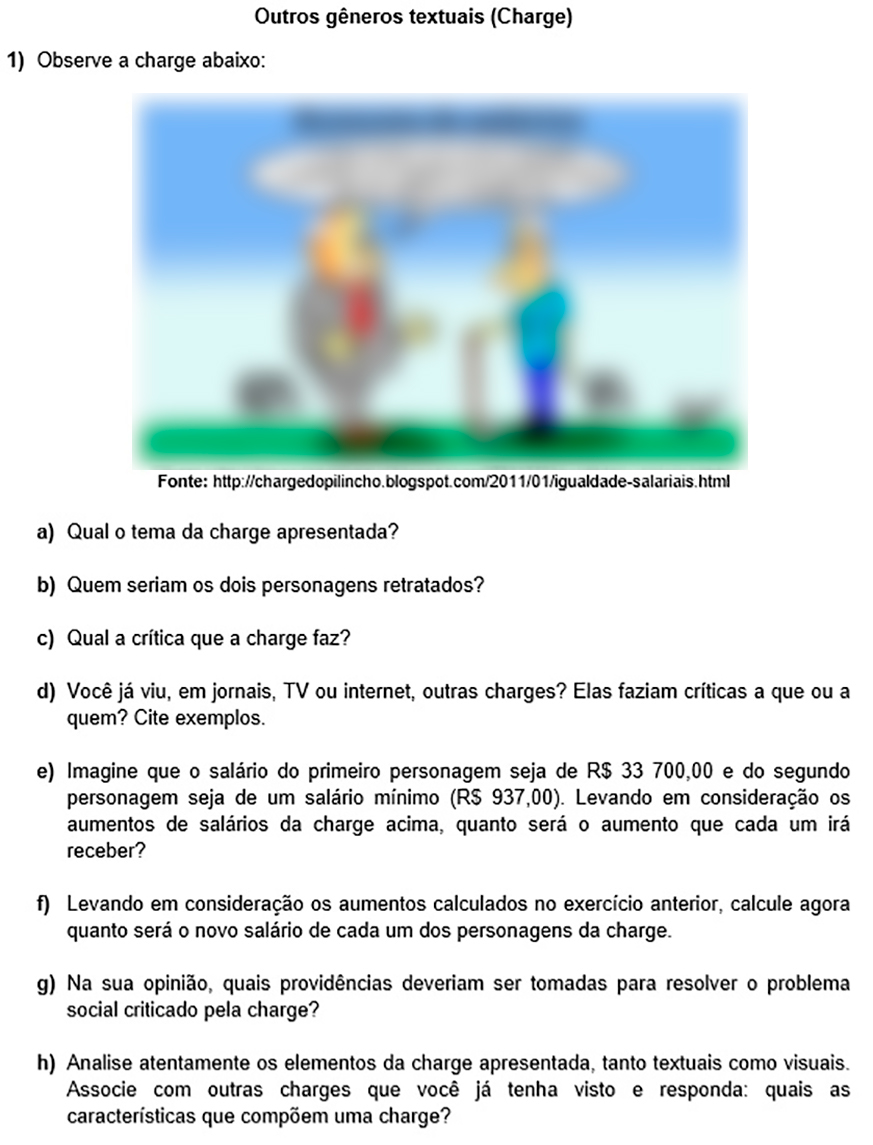 Outros gêneros textuais (Charge)
1) Observe a charge abaixo:
Fonte: http://chargedopilincho.blogspot.com/2011/01/igualdade-salariais.html
a) Qual o tema da charge apresentada?
b) Quem seriam os dois personagens retratados?
c) Qual a crítica que a charge faz?
d) Você já viu, em jornais, TV ou internet, outras charges? Elas faziam críticas a que ou a
quem? Cite exemplos.
e) Imagine que o salário do primeiro personagem seja de R$ 33 700,00 e do segundo
personagem seja de um salário mínimo (R$ 937,00). Levando em consideração os
aumentos de salários da charge acima, quanto será o aumento que cada um irá
receber?
f) Levando em consideração os aumentos calculados no exercício anterior, calcule agora
quanto será o novo salário de cada um dos personagens da charge.
g) Na sua opinião, quais providências deveriam ser tomadas para resolver o problema
social criticado pela charge?
h) Analise atentamente os elementos da charge apresentada, tanto textuais como visuais.
Associe com outras charges que você já tenha visto e responda: quais as
características que compõem uma charge?